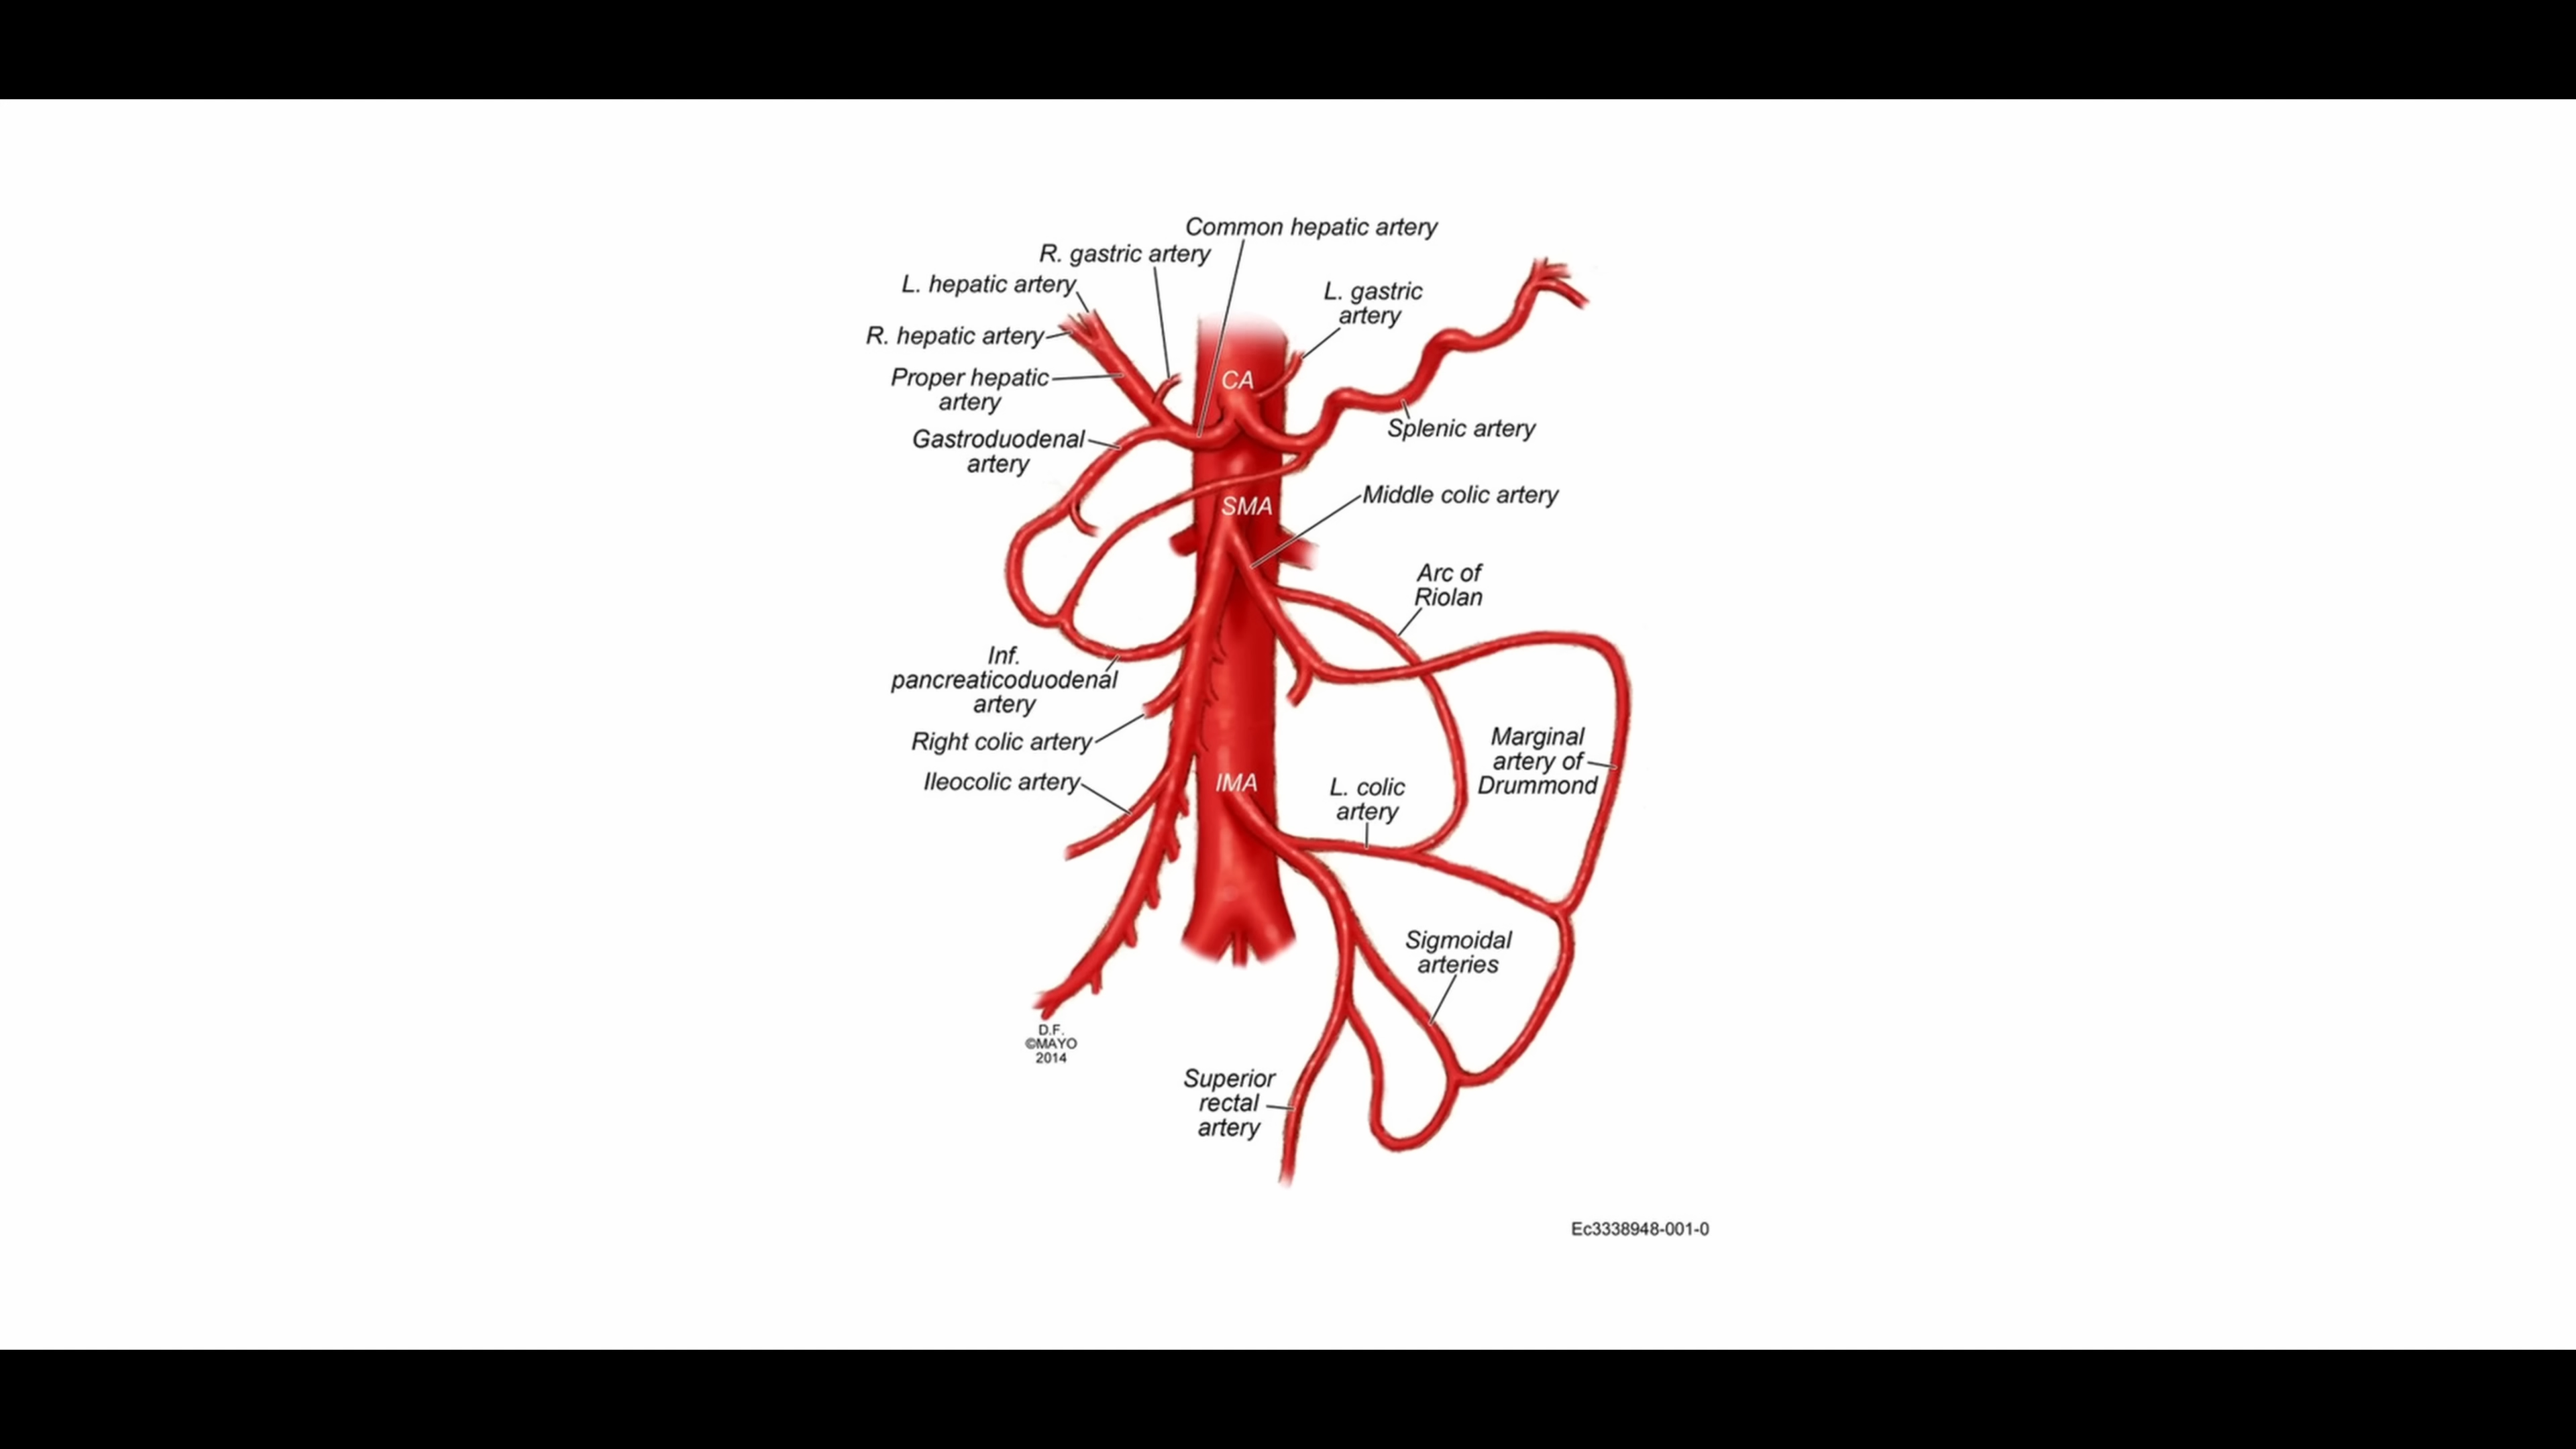 Common hepatic artery
R. gastric artery
L. hepatic artery
L. gastric
artery
R. hepatic artery
Proper hepatic
artery
CA
Splenic artery
Gastroduodenal
artery
SMA
Middle colic artery
Arc of
Riolan
Inf.
pancreaticoduodenal
artery
Right colic artery
Marginal
artery of
Drummond
Ileocolic artery
IMA
L. colic
artery
Sigmoidal
arteries
D.F.
©MAYO
2014
Superior
rectal
artery
Ec3338948-001-0